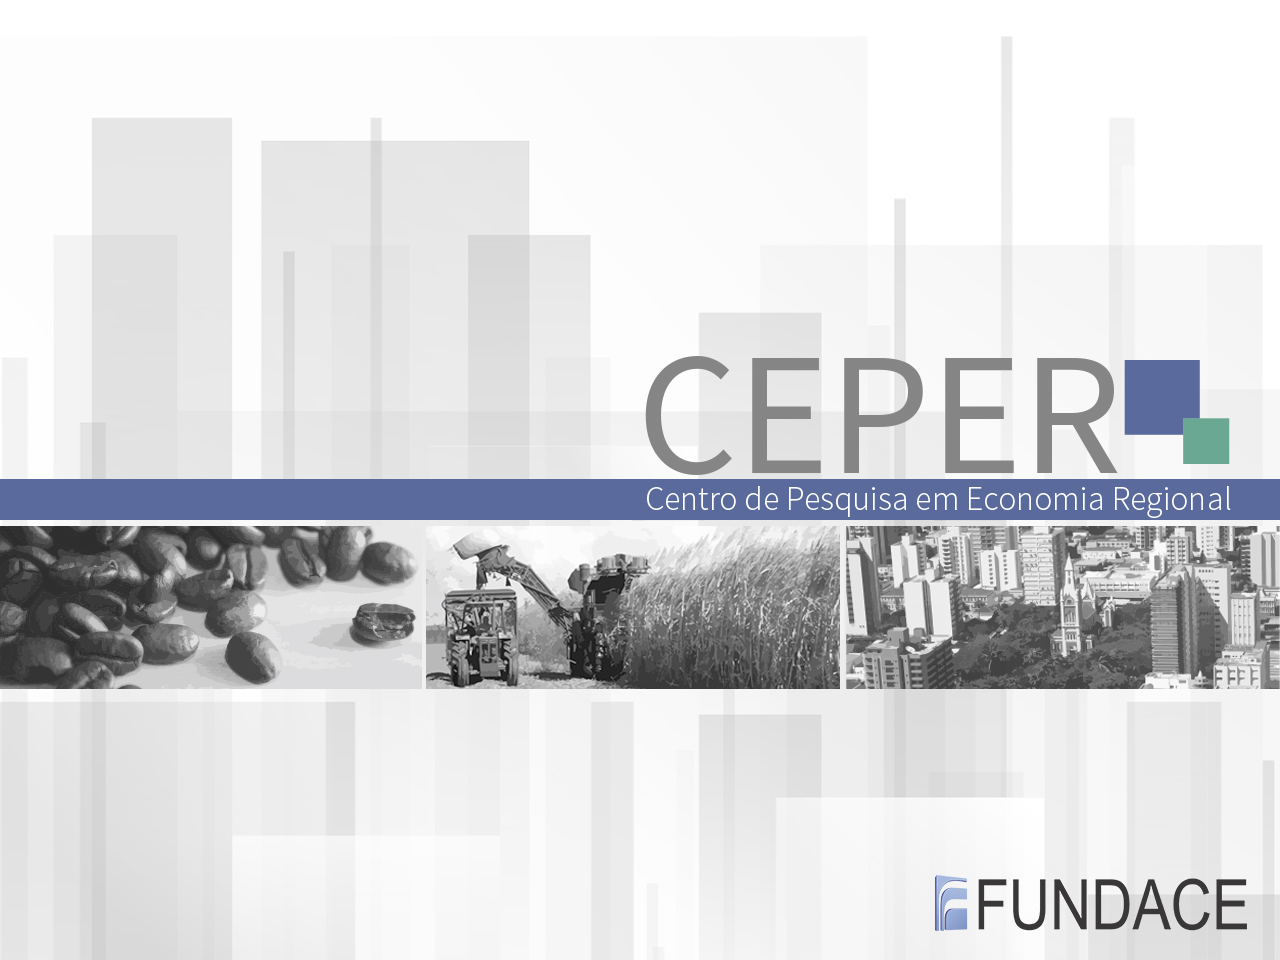 CEPER
Centro de Pesquisa em Economia Regional
FUNDACE